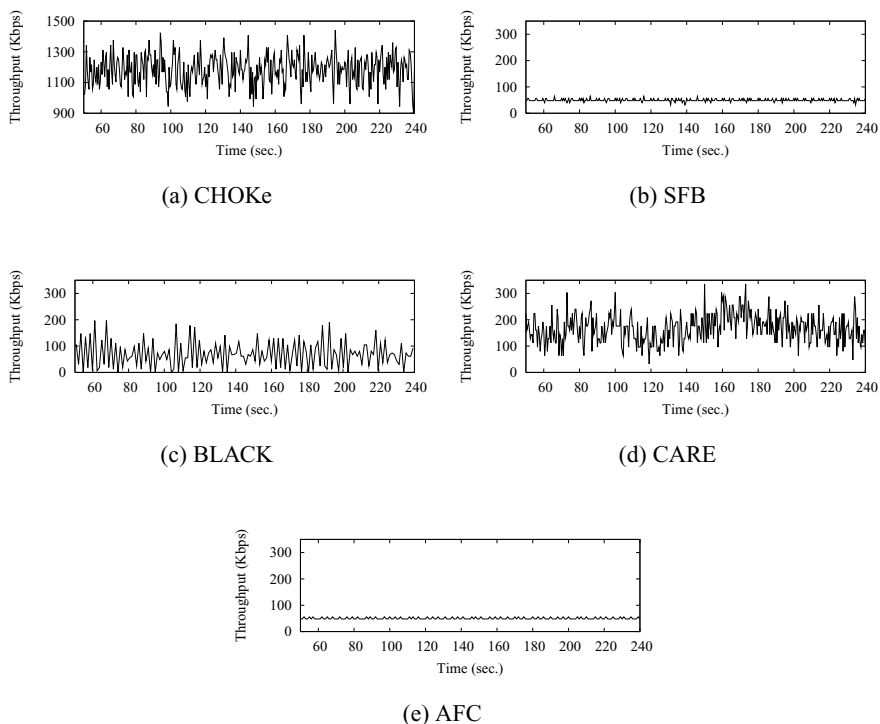 Throughput (Kbps)
1500
1300
1100
900
60 80 100 120 140 160 180 200 220 240
Time (sec.)
(a) CHOKe
Throughput (Kbps)
300
200
100
0
60 80 100 120 140 160 180 200 220 240
Time (sec.)
(b) SFB
Throughput (Kbps)
300
200
100
0
60 80 100 120 140 160 180 200 220 240
Time (sec.)
(c) BLACK
Throughput (Kbps)
300
200
100
0
60 80 100 120 140 160 180 200 220 240
Time (sec.)
(d) CARE
Throughput (Kbps)
300
200
100
0
60 80 100 120 140 160 180 200 220 240
Time (sec.)
(e) AFC